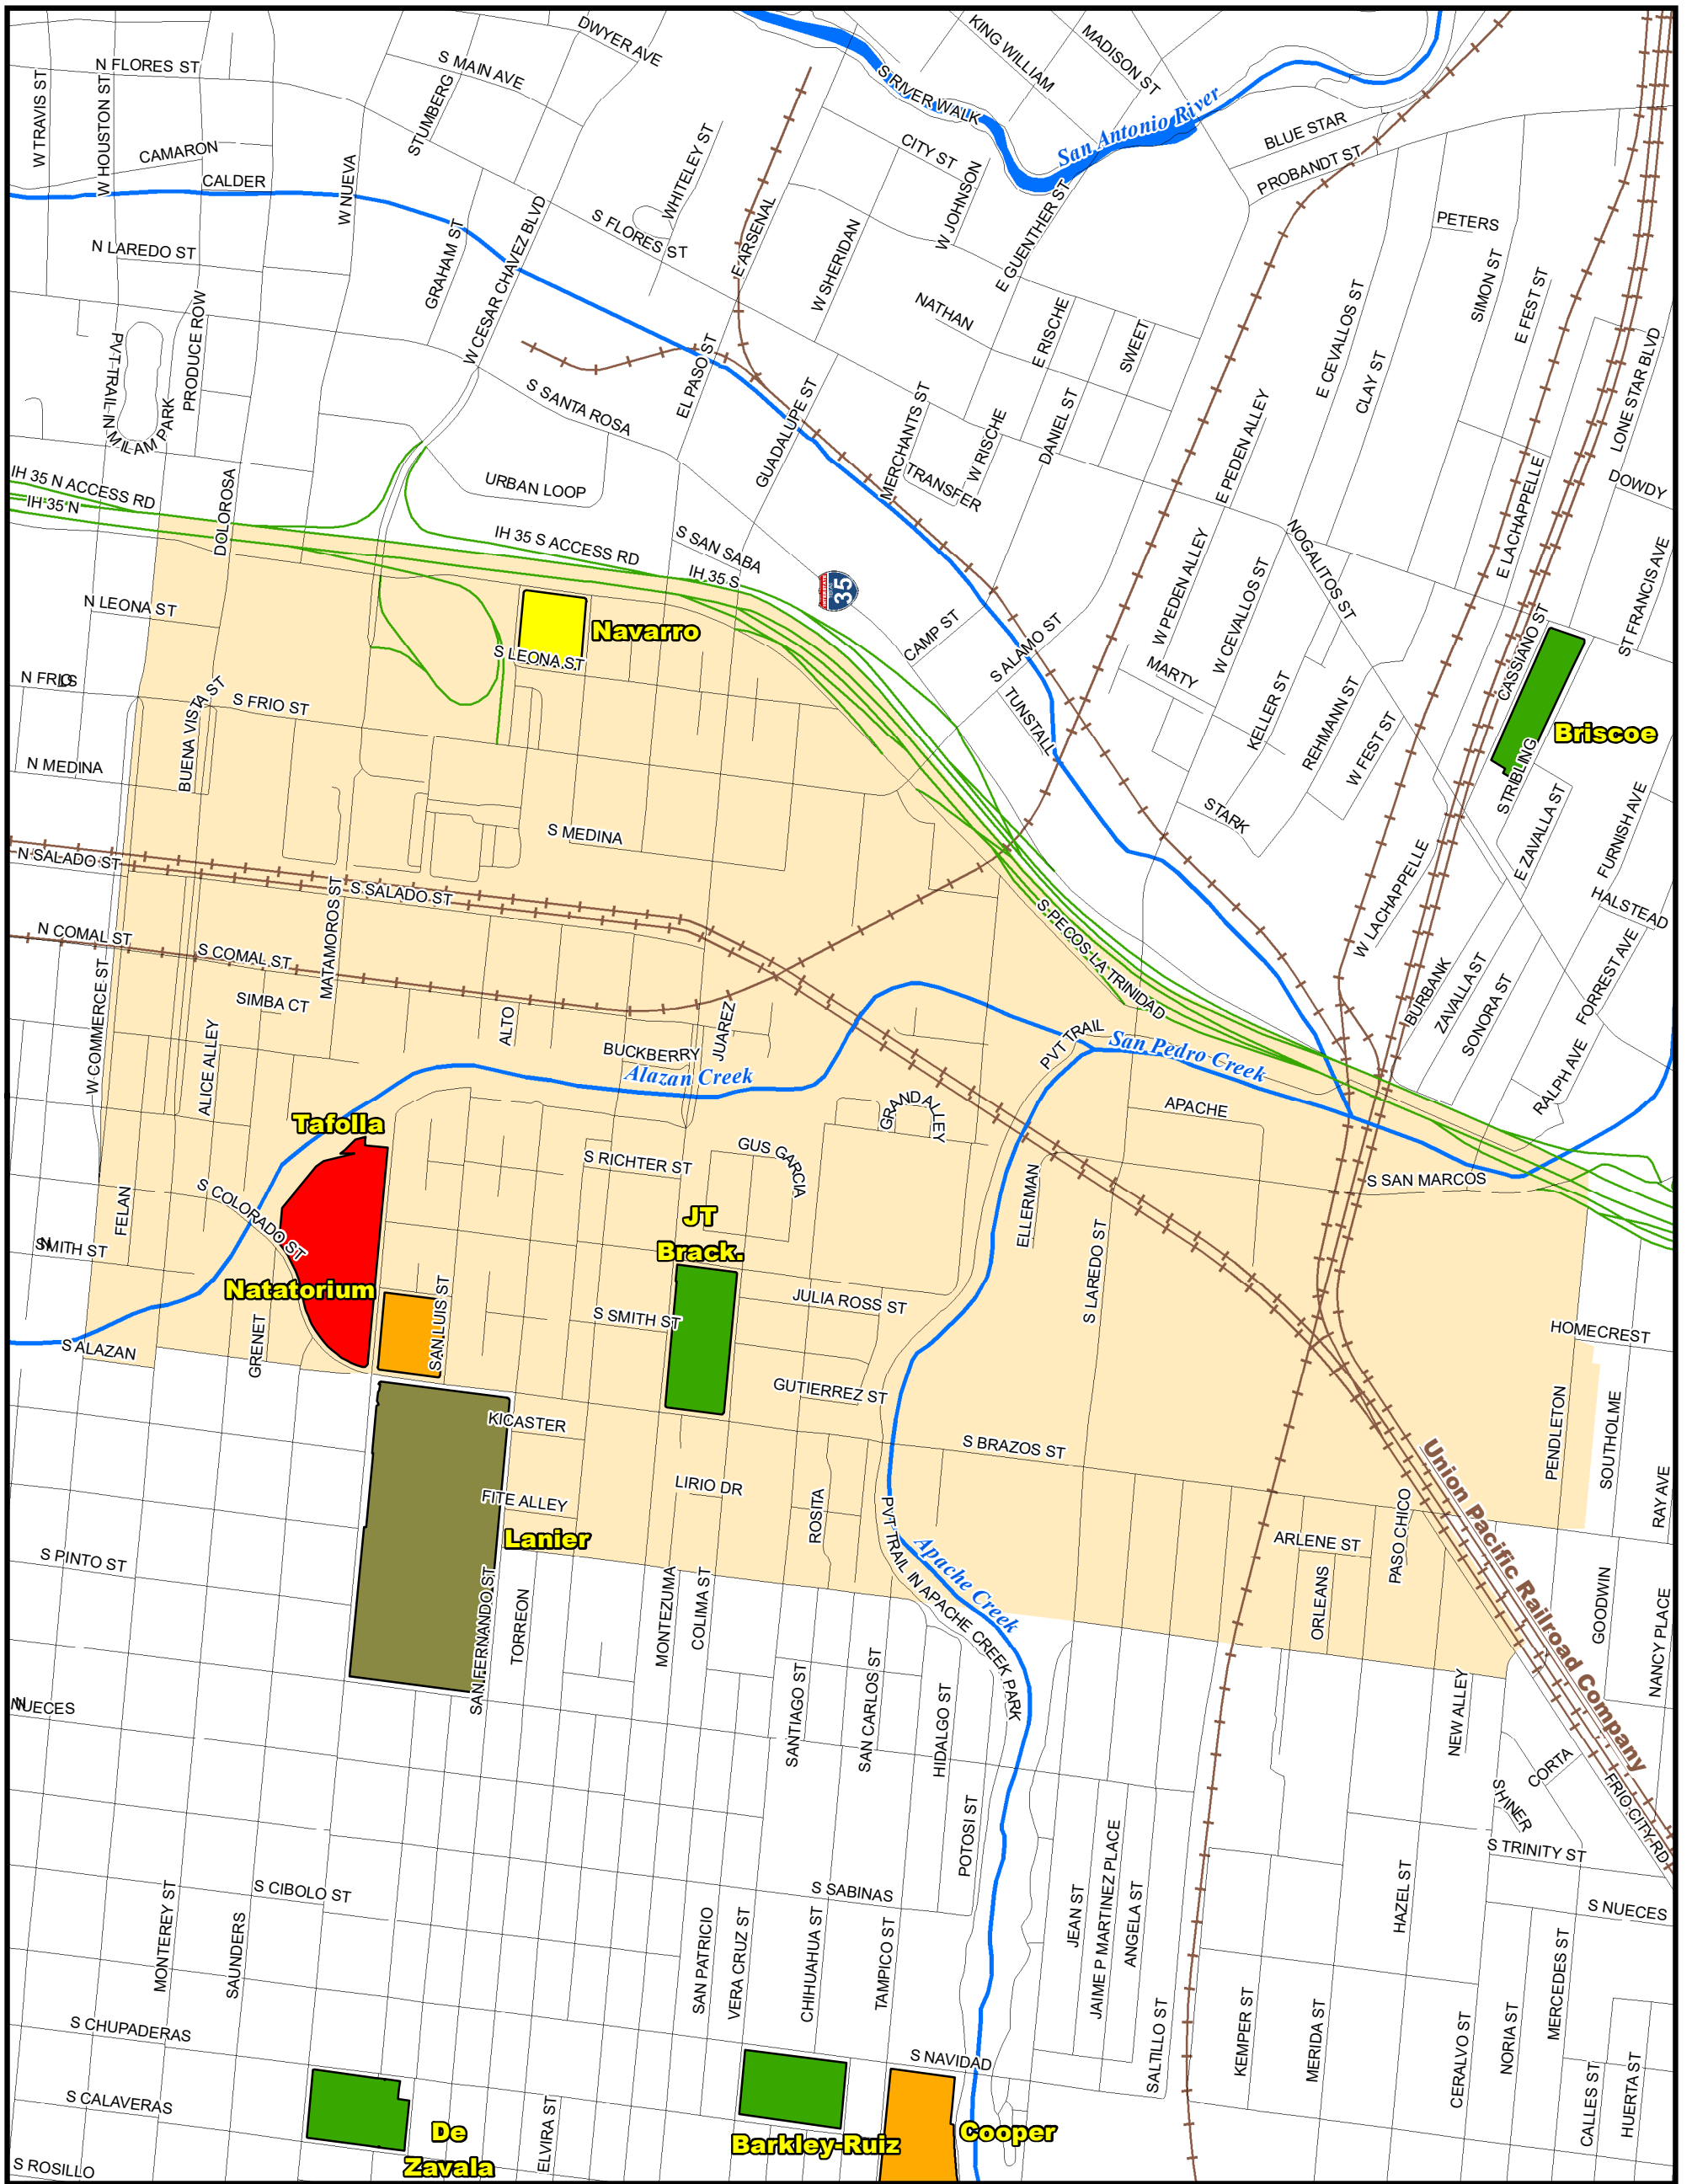 DWYER AVE
KING WILLIAM
MADISON ST
N FLORES ST
S MAIN AVE
W TRAVIS ST
W HOUSTON ST
STUMBERG
S RIVER WALK
San Antonio River
BLUE STAR
CAMARON
CITY ST
PROBANDT ST
CALDER
W NUEVA
WHITELEY ST
W JOHNSON
S FLORES ST
E ARSENAL
W SHERIDAN
E GUENTHER ST
PETERS
N LAREDO ST
GRAHAM ST
W CESAR CHAVEZ BLVD
SIMON ST
E FEST ST
NATHAN
E RISCHE
SWEET
E CEVALLOS ST
PVT TRAIL IN MILAM PARK
PRODUCE ROW
EL PASO ST
CLAY ST
LONE STAR BLVD
S SANTA ROSA
GUADALUPE ST
MERCHANTS ST
W RISCHE
DANIEL ST
E PEDEN ALLEY
IH 35 N ACCESS RD
IH 35 N
DOLOROSA
URBAN LOOP
TRANSFER
DOWDY
E LACHAPPELLE
IH 35 S ACCESS RD
S SAN SABA
IH 35 S
INTERSTATE
35
NOGALITOS ST
ST FRANCIS AVE
N LEONA ST
Navarro
S LEONA ST
CAMP ST
S ALAMO ST
W PEDEN ALLEY
W CEVALLOS ST
CASSIANO ST
MARTY
N FRIO
S FRIO ST
BUENA VISTA ST
TUNSTALL
KELLER ST
REHMANN ST
W FEST ST
Briscoe
N MEDINA
STRIBLING
S MEDINA
STARK
E ZAVALLA ST
FURNISH AVE
N SALADO ST
S SALADO ST
W LACHAPPELLE
HALSTEAD
N COMAL ST
S COMAL ST
MATAMOROS ST
S PECOS LA TRINIDAD
SIMBA CT
W COMMERCE ST
ALICE ALLEY
ALTO
JUAREZ
BUCKBERRY
Alazan Creek
PVT TRAIL
San Pedro Creek
BURBANK
ZAVALLA ST
SONORA ST
FORREST AVE
RALPH AVE
Tafolla
GRAND ALLEY
APACHE
GUS GARCIA
S RICHTER ST
S SAN MARCOS
FELAN
S COLORADO ST
JT
Brack.
ELLERMAN
S LAREDO ST
SMITH ST
Natatorium
SAN LUIS ST
S SMITH ST
JULIA ROSS ST
HOMECREST
S ALAZAN
GRENET
GUTIERREZ ST
PENDLETON
SOUTHOLME
KICASTER
S BRAZOS ST
Union Pacific Railroad Company
RAY AVE
LIRIO DR
FITE ALLEY
ROSITA
Lanier
PVT TRAIL IN APACHE CREEK PARK
Apache Creek
ARLENE ST
PASO CHICO
S PINTO ST
SAN FERNANDO ST
TORREON
MONTEZUMA
COLIMA ST
ORLEANS
GOODWIN
NANCY PLACE
SANTIAGO ST
SAN CARLOS ST
HIDALGO ST
NEW ALLEY
NUECES
CORTA
SHINER
FRIO CITY RD
POTOSI ST
S TRINITY ST
S CIBOLO ST
S SABINAS
S NUECES
MONTEREY ST
SAUNDERS
SAN PATRICIO
VERA CRUZ ST
CHIHUAHUA ST
TAMPICO ST
JEAN ST
JAIME P MARTINEZ PLACE
ANGELA ST
HAZEL ST
SALTILLO ST
KEMPER ST
MERIDA ST
CERALVO ST
NORIA ST
MERCEDES ST
S CHUPADERAS
S NAVIDAD
CALLES ST
HUERTA ST
S CALAVERAS
De
Zavala
ELVIRA ST
Barkley-Ruiz
Cooper
S ROSILLO